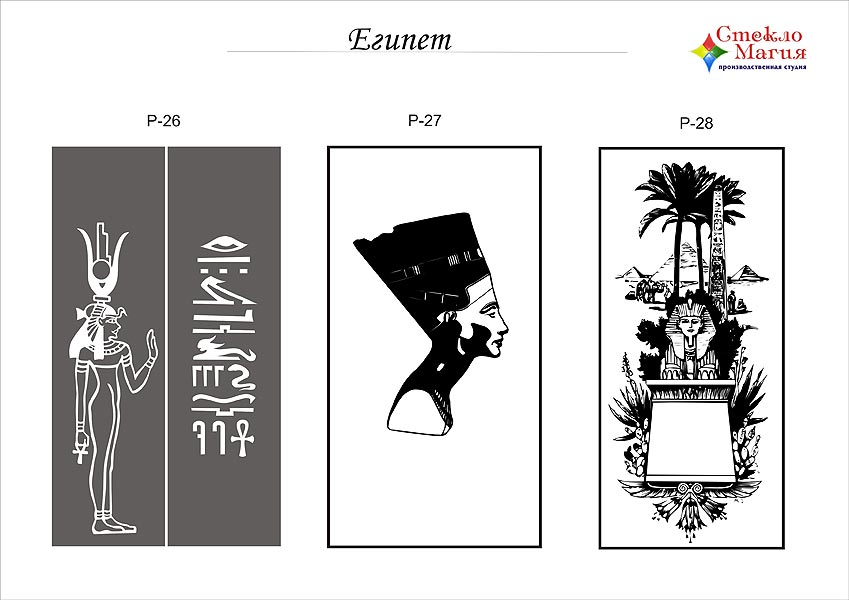 Египет
Стекло
Магия
производственная студия
Р-26
Р-27
Р-28